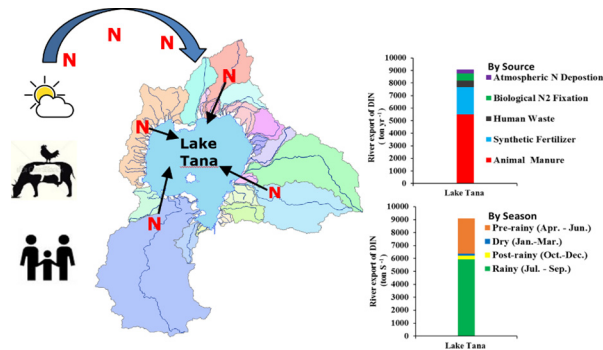 N
N
N
N
N
N
N
Lake
Tana
By Source
Atmospheric N Depostion
Biological N2 Fixation
Human Waste
Synthetic Fertilizer
Animal Manure
River export of DIN
(ton yr⁻¹)
10000
9000
8000
7000
6000
5000
4000
3000
2000
1000
0
Lake Tana
By Season
Pre-rainy (Apr. - Jun.)
Dry (Jan.-Mar.)
Post-rainy (Oct.-Dec.)
Rainy (Jul. - Sep.)
River export of DIN
(ton S⁻¹)
10000
9000
8000
7000
6000
5000
4000
3000
2000
1000
0
Lake Tana